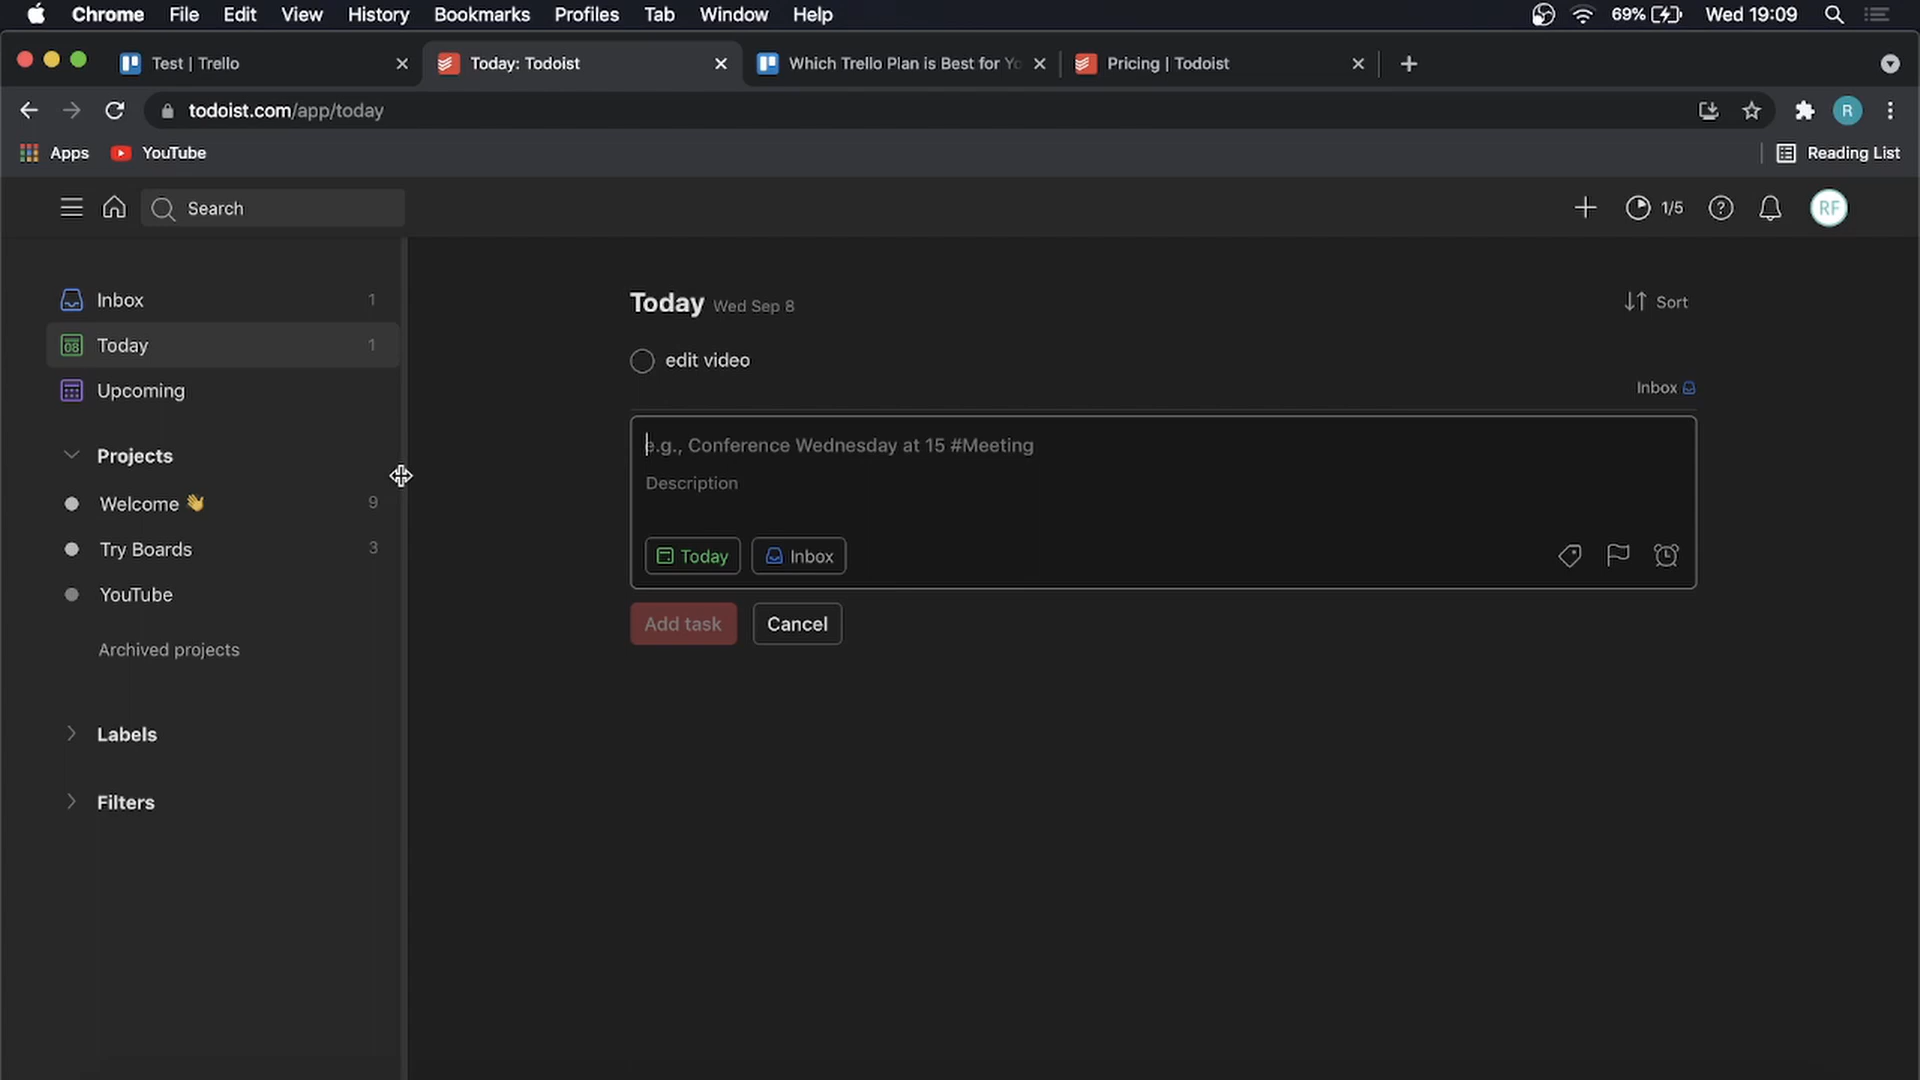 Chrome File Edit View History Bookmarks Profiles Tab Window Help 69% Wed 19:09
Test | Trello Today: Todoist Which Trello Plan is Best for Yo Pricing | Todoist
todoist.com/app/today R
Apps YouTube Reading List
Search 1/5 RF
Inbox 1
Today 1
Upcoming
Projects
Welcome 👋 9
Try Boards 3
YouTube
Archived projects
Labels
Filters
Today Wed Sep 8 Sort
edit video
Inbox
e.g., Conference Wednesday at 15 #Meeting
Description
Today Inbox
Add task Cancel